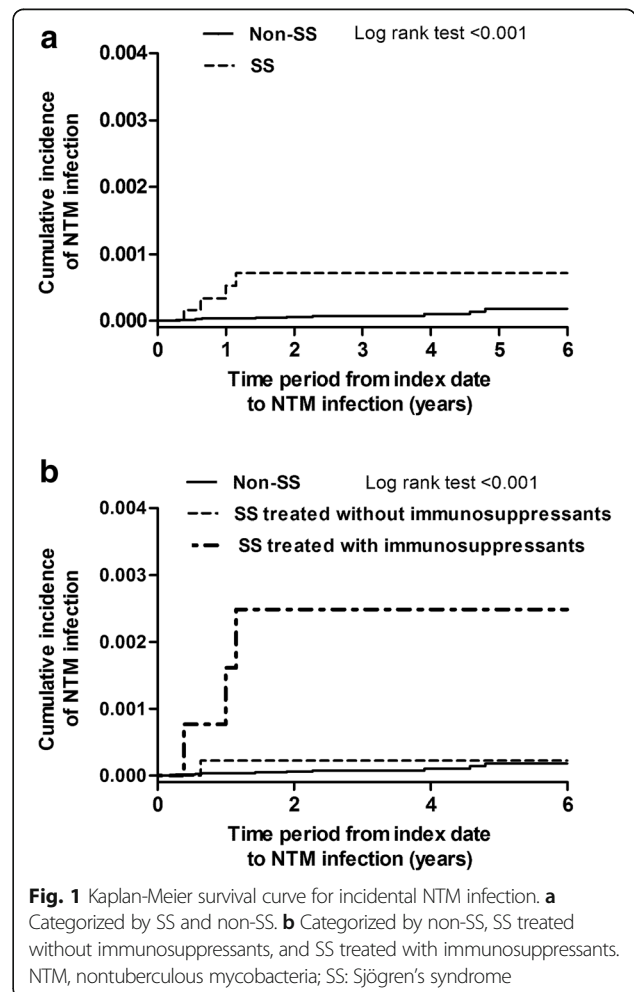 a
Non-SS Log rank test <0.001
SS
0.004
0.003
0.002
0.001
0.000
Cumulative incidence
of NTM infection
0 1 2 3 4 5 6
Time period from index date
to NTM infection (years)
b
Non-SS Log rank test <0.001
SS treated without immunosuppressants
SS treated with immunosuppressants
0.004
0.003
0.002
0.001
0.000
Cumulative incidence
of NTM infection
0 2 4 6
Time period from index date
to NTM infection (years)
Fig. 1 Kaplan-Meier survival curve for incidental NTM infection. a
Categorized by SS and non-SS. b Categorized by non-SS, SS treated
without immunosuppressants, and SS treated with immunosuppressants.
NTM, nontuberculous mycobacteria; SS: Sjögren's syndrome